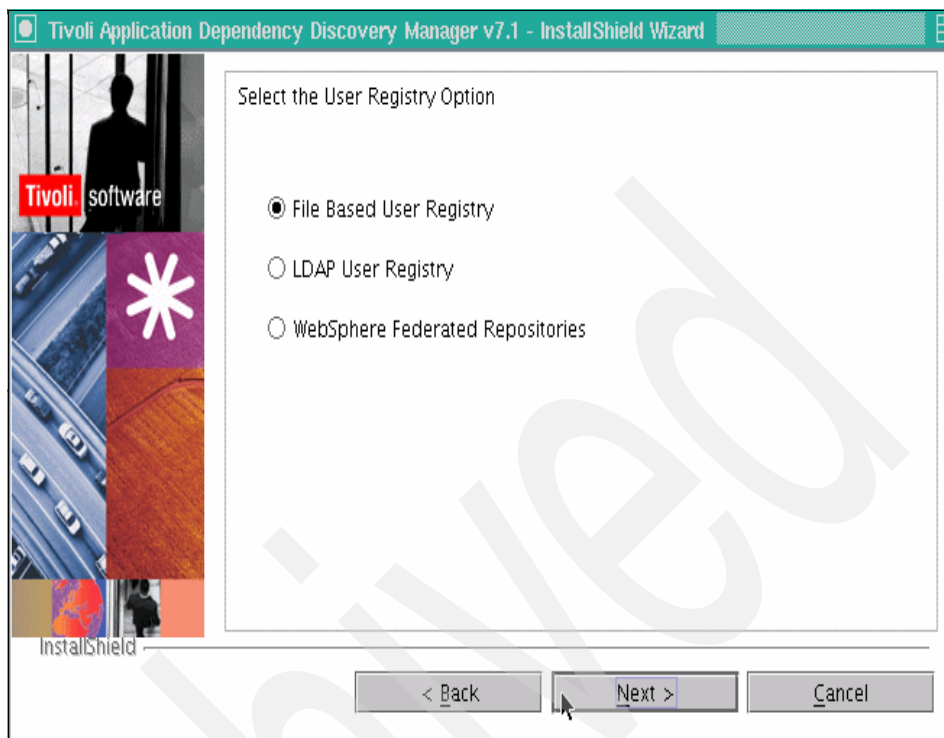 Tivoli Application Dependency Discovery Manager v7.1 - InstallShield Wizard
Select the User Registry Option
Tivoli. software
File Based User Registry
LDAP User Registry
WebSphere Federated Repositories
InstallShield
< Back
Next >
Cancel
hived